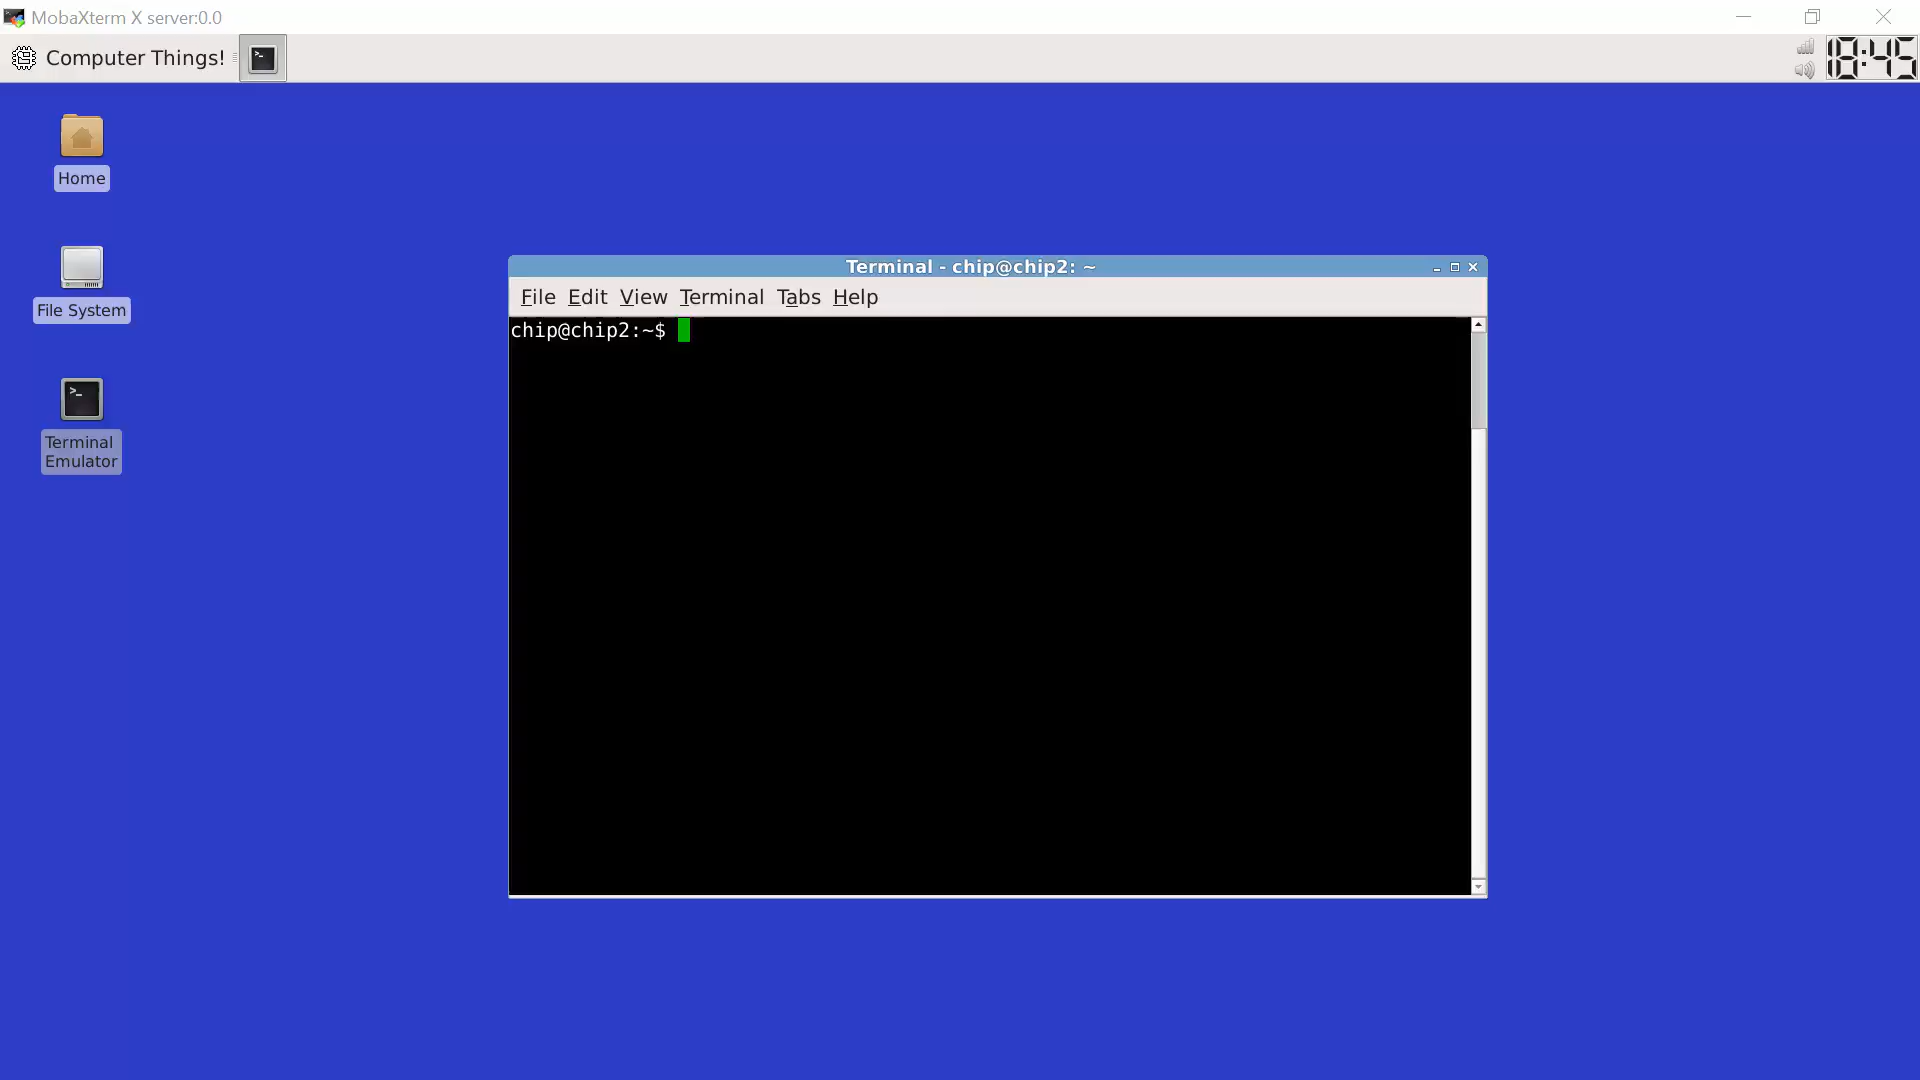 MobaXterm X server:0.0
Computer Things!
18:45
Home
File System
Terminal
Emulator
Terminal - chip@chip2: ~
File Edit View Terminal Tabs Help
chip@chip2:~$